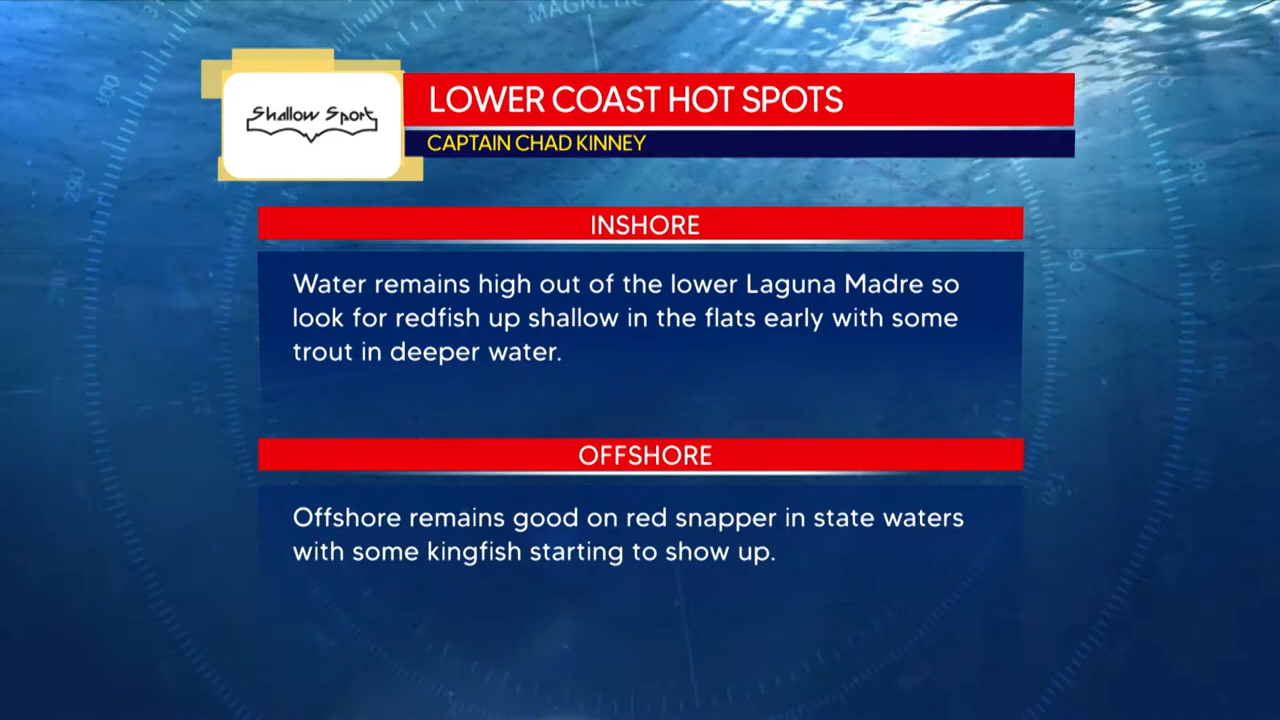 MAGNETIC
300
Shallow Sport
LOWER COAST HOT SPOTS
CAPTAIN CHAD KINNEY
INSHORE
Water remains high out of the lower Laguna Madre so
look for redfish up shallow in the flats early with some
trout in deeper water.
OFFSHORE
Offshore remains good on red snapper in state waters
with some kingfish starting to show up.